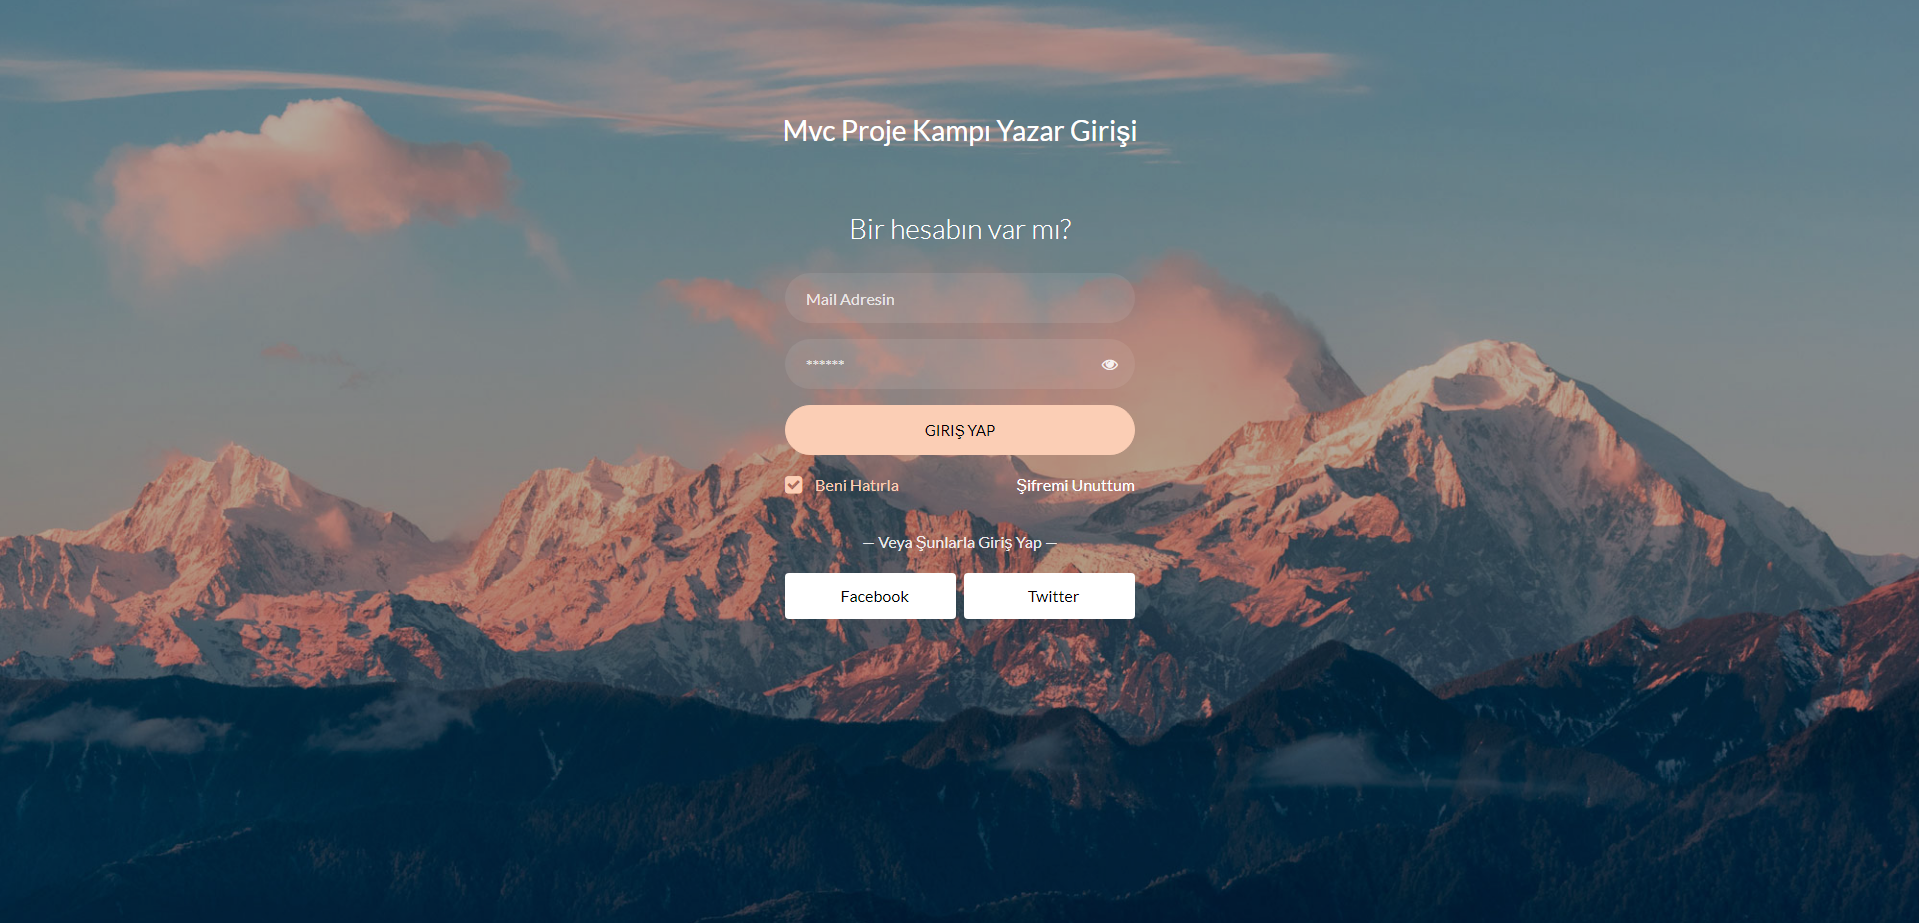 Mvc Proje Kampı Yazar Girişi
Bir hesabın var mı?
Mail Adresin
******
GIRIŞ YAP
Beni Hatırla
Şifremi Unuttum
— Veya Şunlarla Giriş Yap —
Facebook
Twitter